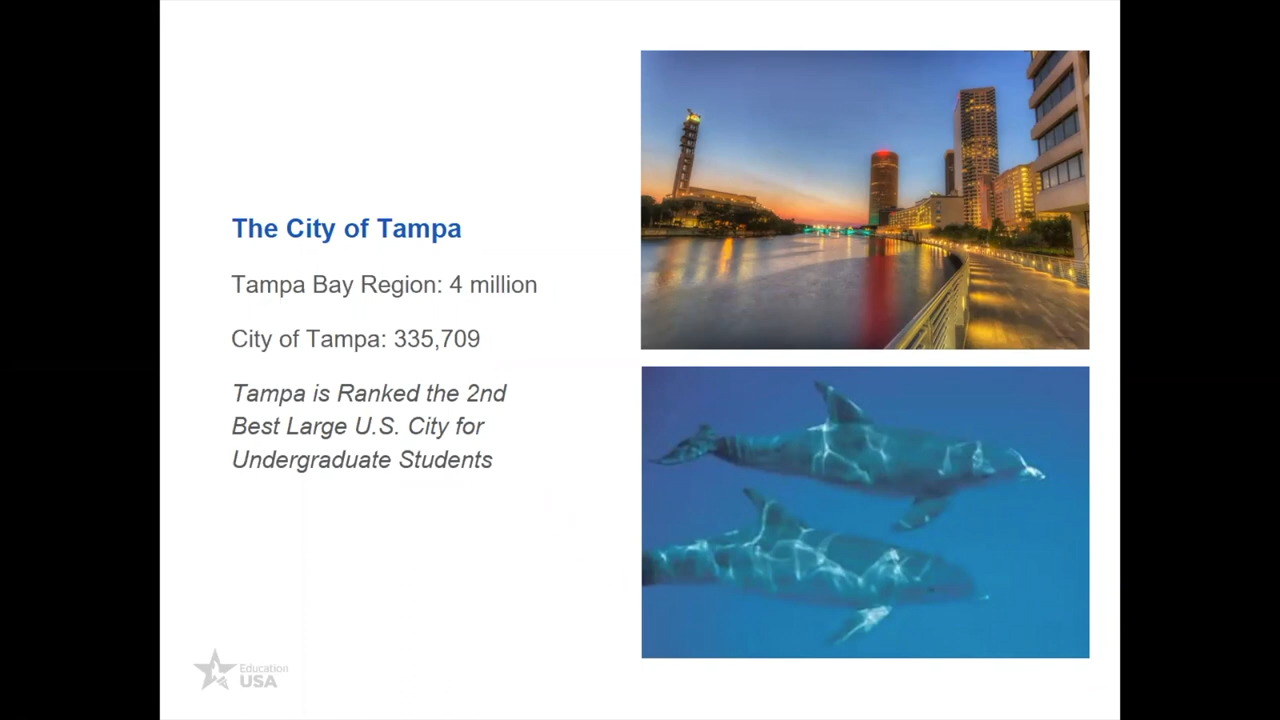 The City of Tampa
Tampa Bay Region: 4 million
City of Tampa: 335,709
Tampa is Ranked the 2nd
Best Large U.S. City for
Undergraduate Students
Education
USA